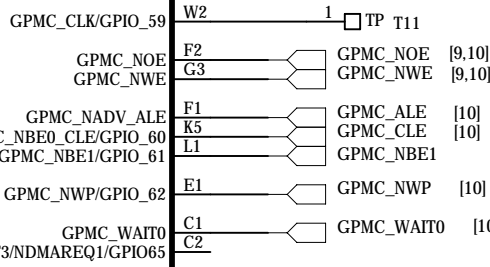 GPMC_CLK/GPIO_59 W2 1 TP T11
GPMC_NOE F2 GPMC_NOE [9,10]
GPMC_NWE G3 GPMC_NWE [9,10]
GPMC_NADV_ALE F1 GPMC_ALE [10]
C_NBE0_CLE/GPIO_60 K5 GPMC_CLE [10]
GPMC_NBE1/GPIO_61 L1 GPMC_NBE1
GPMC_NWP/GPIO_62 E1 GPMC_NWP [10]
GPMC_WAIT0 C1 GPMC_WAIT0 [10
3/NDMAREQ1/GPIO65 C2